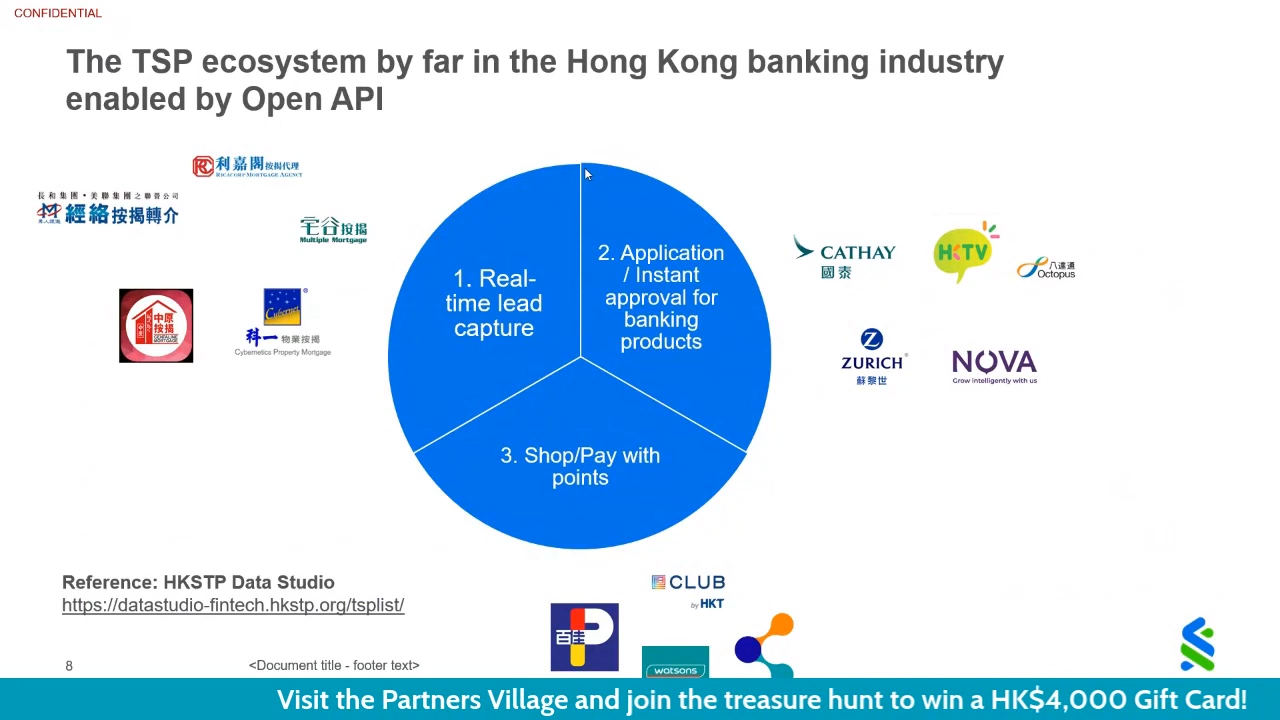 CONFIDENTIAL
The TSP ecosystem by far in the Hong Kong banking industry
enabled by Open API
利嘉閣按揭代理
RICACORP MORTGAGE AGENCY
長和集團・美聯集團之聯營公司
經絡按揭轉介
宅谷按揭
Multiple Mortgage
中原
按揭
CENTALINE
MORTGAGE
Cybernet
科一物業按揭
Cybernetics Property Mortgage
1. Real-
time lead
capture
2. Application
/ Instant
approval for
banking
products
3. Shop/Pay with
points
CATHAY
國泰
HKTV
八達通
Octopus
ZURICH
蘇黎世
NOVA
Grow intelligently with us
Reference: HKSTP Data Studio
https://datastudio-fintech.hkstp.org/tsplist/
CLUB
by HKT
百佳
P
watsons
8
<Document title - footer text>
Visit the Partners Village and join the treasure hunt to win a HK$4,000 Gift Card!